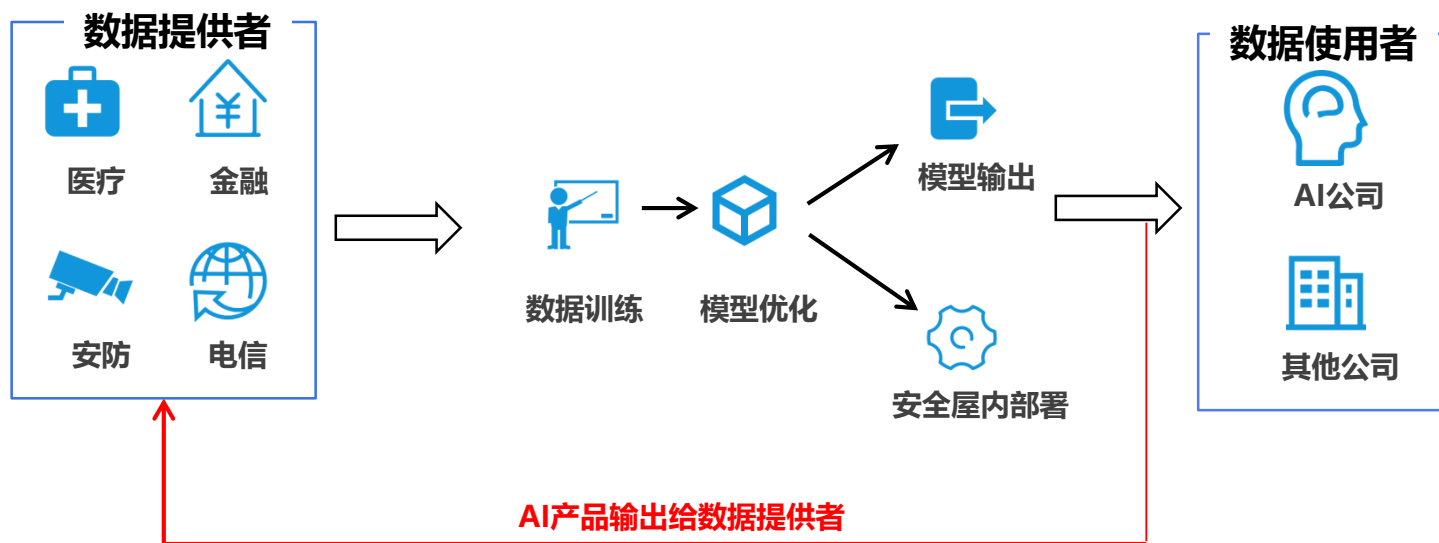 数据提供者
医疗
金融
安防
电信
数据训练
模型优化
模型输出
安全屋内部署
数据使用者
AI公司
其他公司
AI产品输出给数据提供者